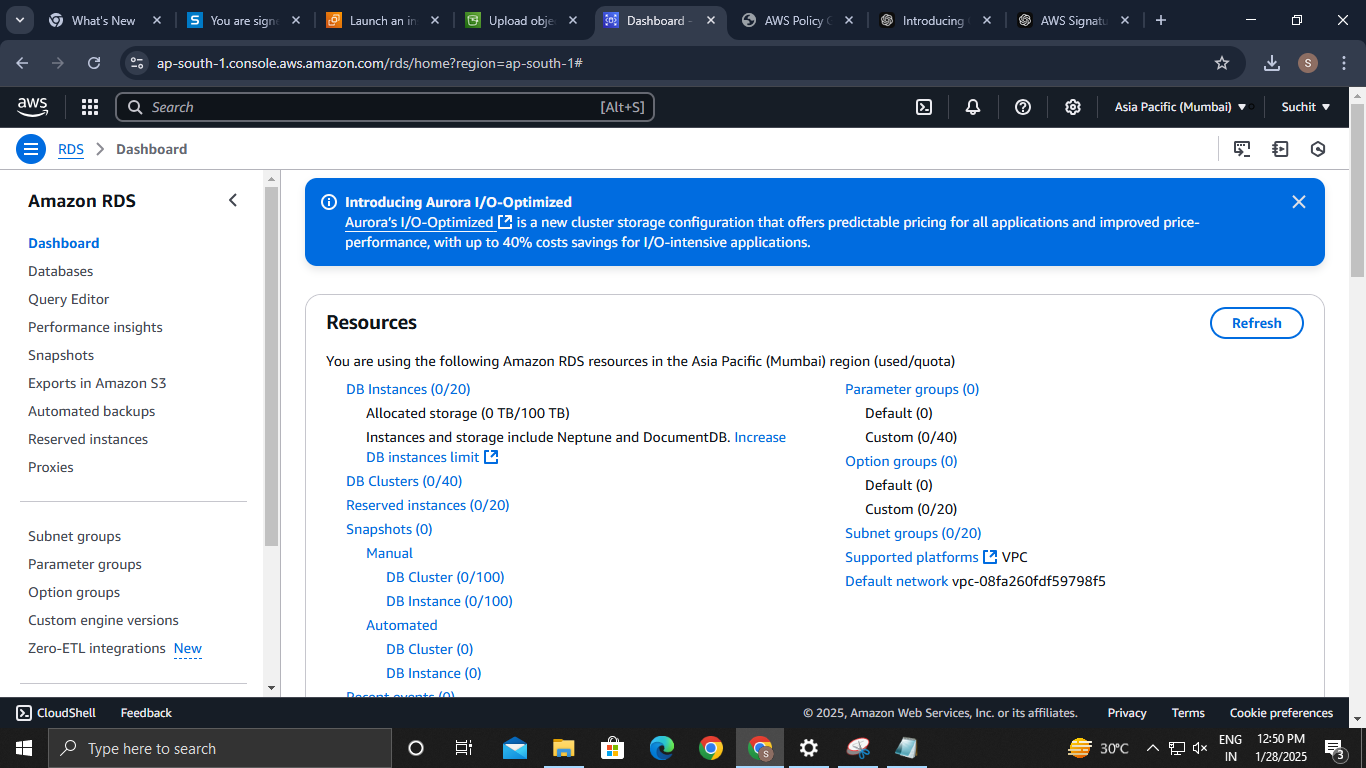 What's New
You are signe
Launch an in
Upload obje
Dashboard -
AWS Policy G
Introducing
AWS Signatu
ap-south-1.console.aws.amazon.com/rds/home?region=ap-south-1#
S
aws
Search
[Alt+S]
Asia Pacific (Mumbai)
Suchit
RDS
Dashboard
Amazon RDS
Dashboard
Databases
Query Editor
Performance insights
Snapshots
Exports in Amazon S3
Automated backups
Reserved instances
Proxies
Subnet groups
Parameter groups
Option groups
Custom engine versions
Zero-ETL integrations New
Introducing Aurora I/O-Optimized
Aurora's I/O-Optimized is a new cluster storage configuration that offers predictable pricing for all applications and improved price-
performance, with up to 40% costs savings for I/O-intensive applications.
Resources
Refresh
You are using the following Amazon RDS resources in the Asia Pacific (Mumbai) region (used/quota)
DB Instances (0/20)
Allocated storage (0 TB/100 TB)
Instances and storage include Neptune and DocumentDB. Increase
DB instances limit
DB Clusters (0/40)
Reserved instances (0/20)
Snapshots (0)
Manual
DB Cluster (0/100)
DB Instance (0/100)
Automated
DB Cluster (0)
DB Instance (0)
Recent events (0)
Parameter groups (0)
Default (0)
Custom (0/40)
Option groups (0)
Default (0)
Custom (0/20)
Subnet groups (0/20)
Supported platforms VPC
Default network vpc-08fa260fdf59798f5
CloudShell
Feedback
© 2025, Amazon Web Services, Inc. or its affiliates.
Privacy
Terms
Cookie preferences
Type here to search
S
30°C
ENG
IN
12:50 PM
1/28/2025
3